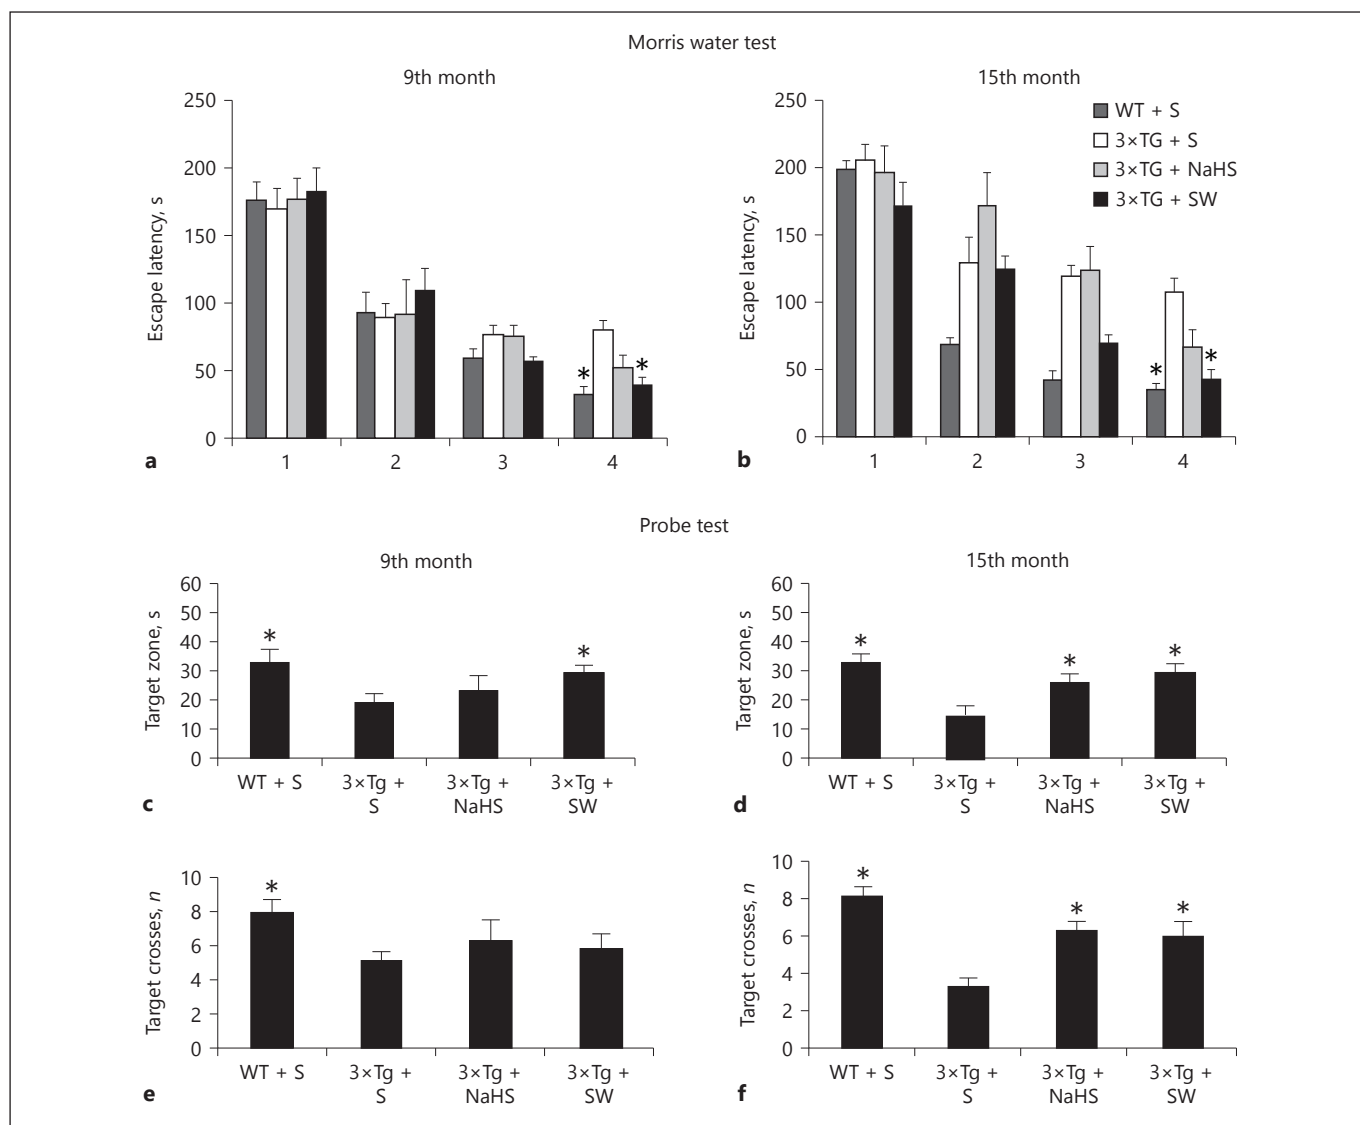 Morris water test
9th month
250
200
150
100
50
0
Escape latency, s
* *
1 2 3 4
a
15th month
250
200
150
100
50
0
Escape latency, s
WT + S
3×TG + S
3×TG + NaHS
3×TG + SW
* *
1 2 3 4
b
Probe test
9th month
60
50
40
30
20
10
0
Target zone, s
* *
WT + S 3×Tg + 3×Tg + 3×Tg +
S NaHS SW
c
15th month
60
50
40
30
20
10
0
Target zone, s
* * *
WT + S 3×Tg + 3×Tg + 3×Tg +
S NaHS SW
d
10
8
6
4
2
0
Target crosses, n
*
WT + S 3×Tg + 3×Tg + 3×Tg +
S NaHS SW
e
10
8
6
4
2
0
Target crosses, n
* * *
WT + S 3×Tg + 3×Tg + 3×Tg +
S NaHS SW
f